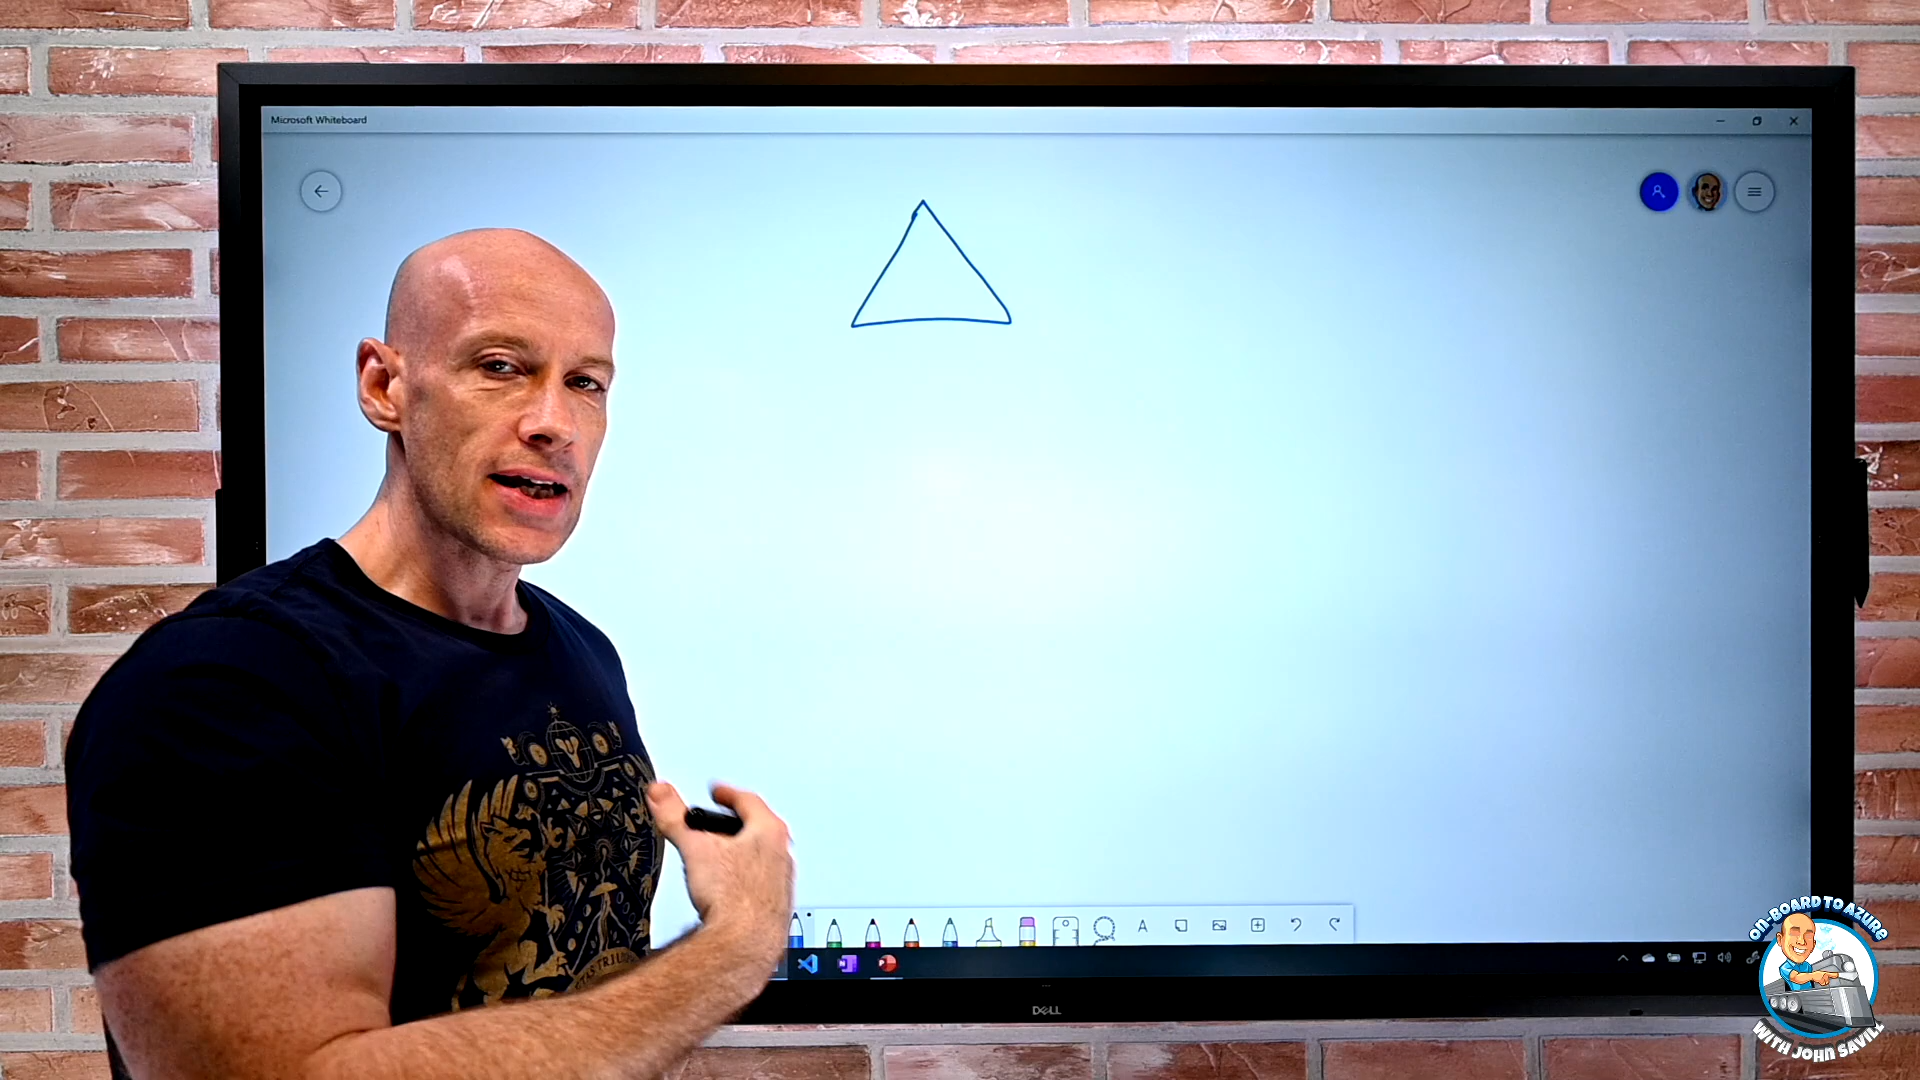 Microsoft Whiteboard
A
DELL
ON-BOARD TO AZURE
WITH JOHN SAVILL